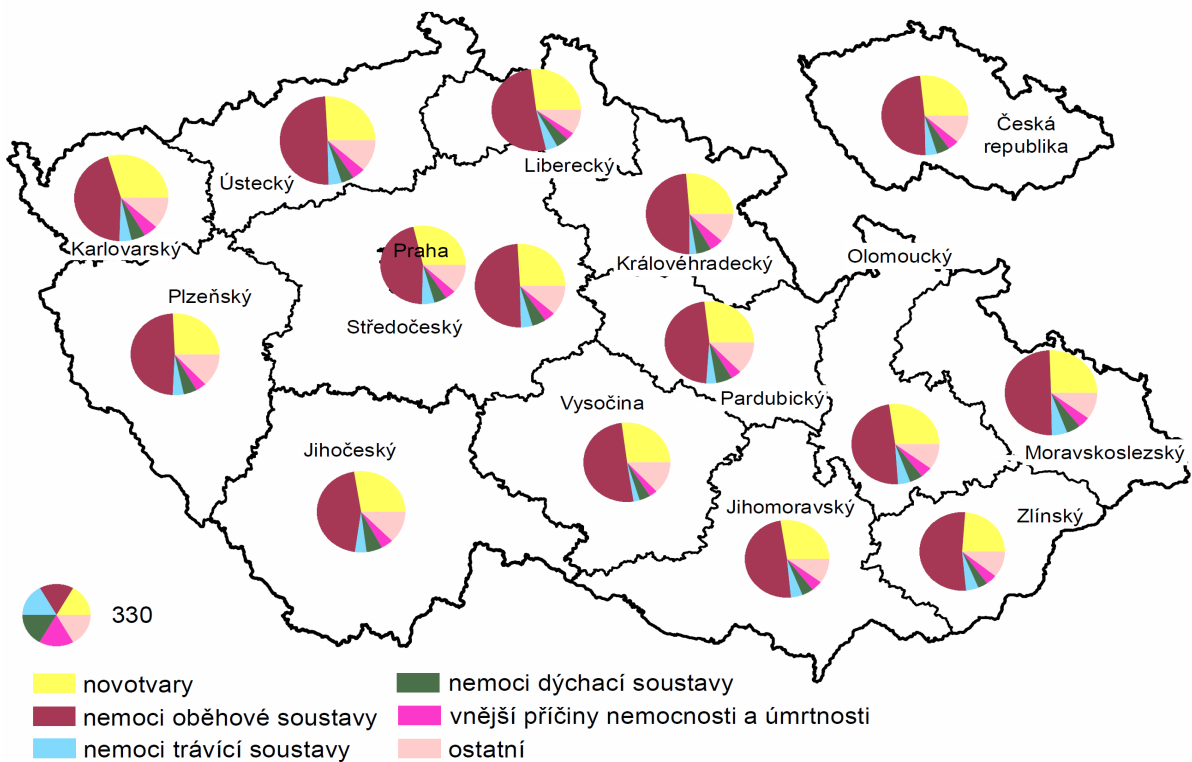 Česká
republika
Liberecký
Ústecký
Karlovarský
Praha
Královéhradecký
Olomoucký
Plzeňský
Středočeský
Pardubický
Vysočina
Jihočeský
Moravskoslezský
Jihomoravský
Zlínský
330
novotvary
nemoci oběhové soustavy
nemoci trávící soustavy
nemoci dýchací soustavy
vnější příčiny nemocnosti a úmrtnosti
ostatní